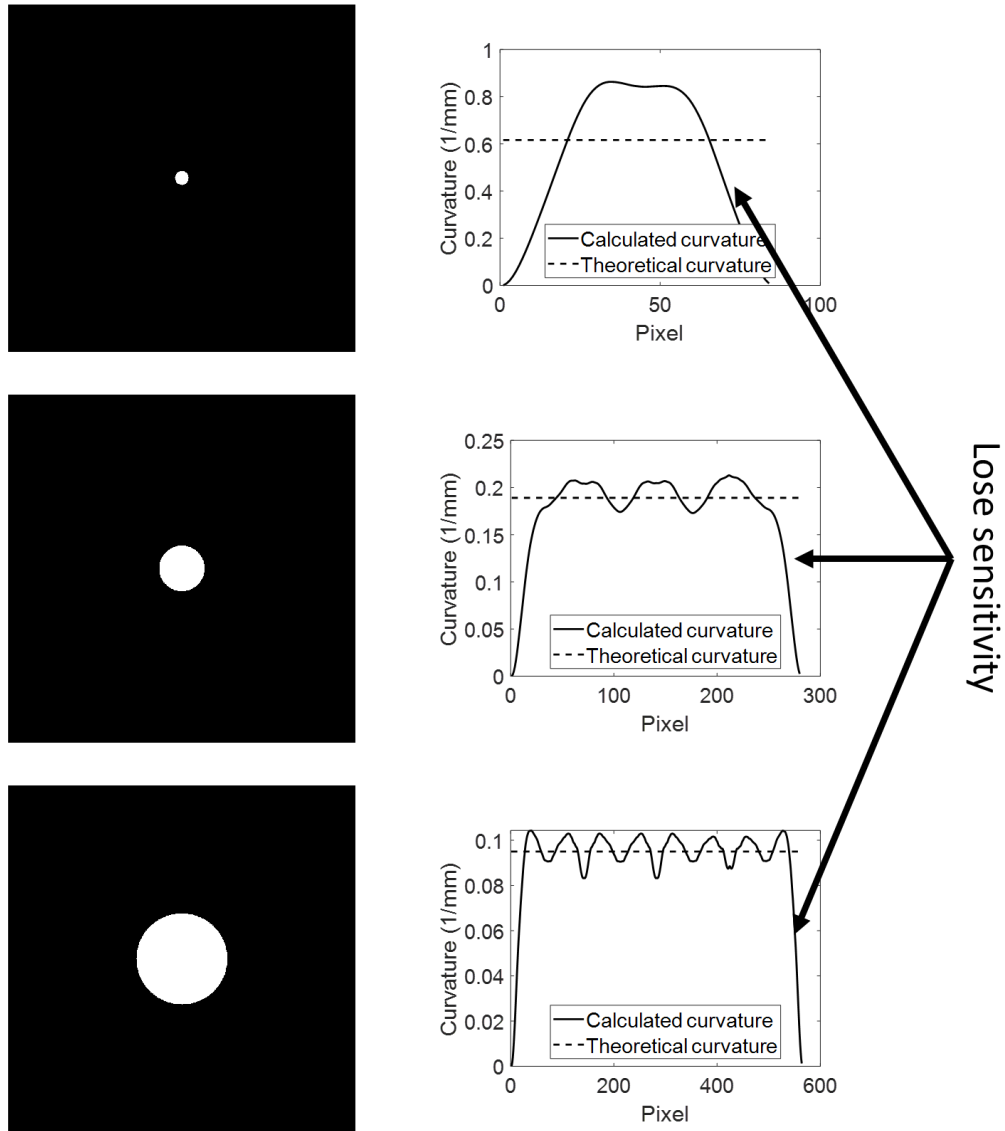 1
0.8
0.6
0.4
0.2
0
0 50 100
Curvature (1/mm)
Pixel
Calculated curvature
Theoretical curvature
0.25
0.2
0.15
0.1
0.05
0
0 100 200 300
Curvature (1/mm)
Pixel
Calculated curvature
Theoretical curvature
0.1
0.08
0.06
0.04
0.02
0
0 200 400 600
Curvature (1/mm)
Pixel
Calculated curvature
Theoretical curvature
Lose sensitivity